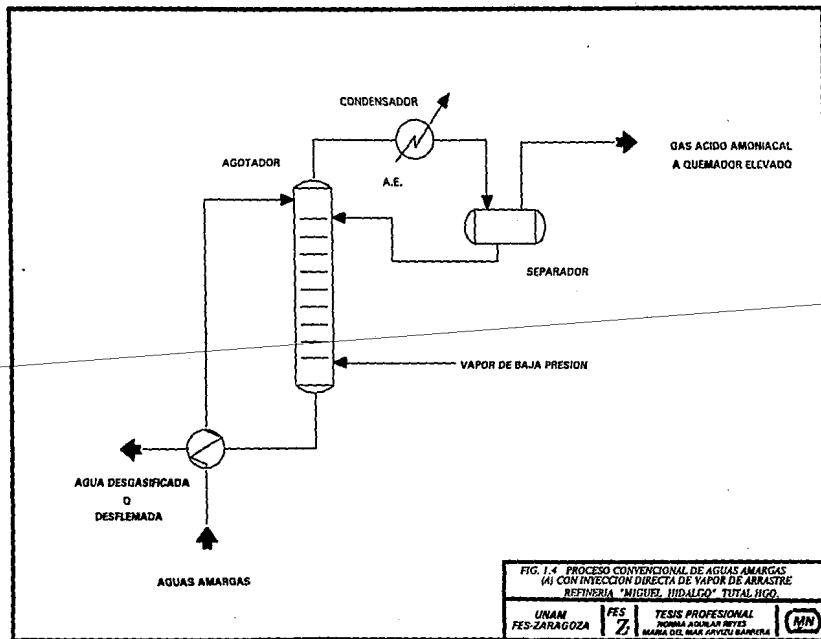 CONDENSADOR
AGOTADOR
A.E.
GAS ACIDO AMONIACAL
A QUEMADOR ELEVADO
SEPARADOR
VAPOR DE BAJA PRESION
AGUA DESGASIFICADA
O
DESFLEMADA
AGUAS AMARGAS
FIG. 1.4 PROCESO CONVENCIONAL DE AGUAS AMARGAS
(A) CON INYECCION DIRECTA DE VAPOR DE ARRASTRE
REFINERIA "MIGUEL HIDALGO" TUTAL HGO.
UNAM
FES-ZARAGOZA
FES
Z
TESIS PROFESIONAL
NORMA AGUILAR REYES
MARIA DEL MAR ARVIZU BARRERA
MN